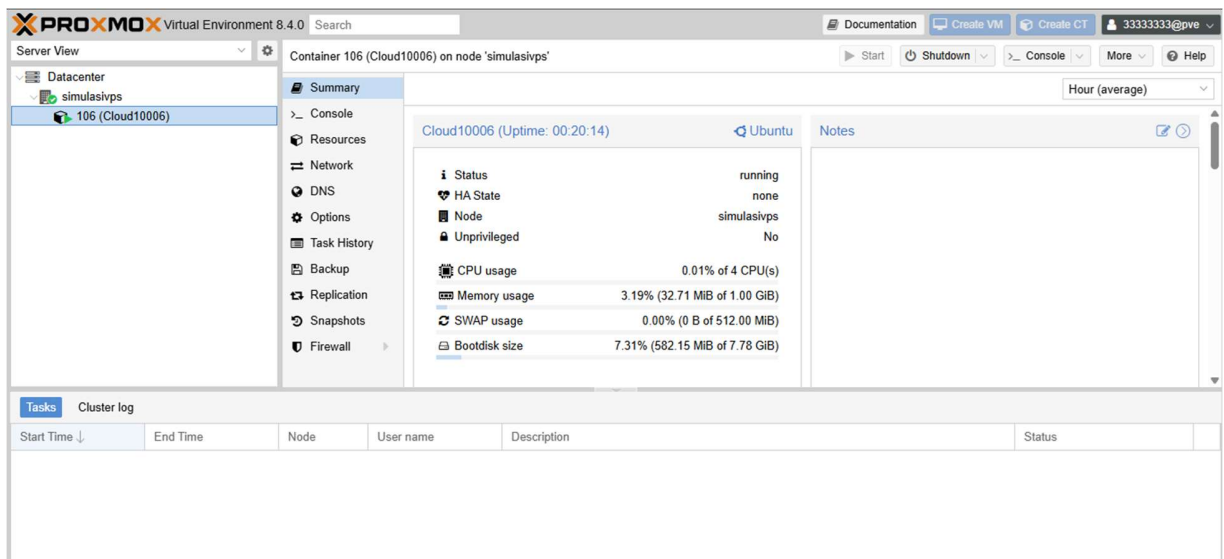 PROXMOX Virtual Environment 8.4.0 Search Documentation Create VM Create CT 33333333@pve
Server View
Datacenter
simulasivps
106 (Cloud10006)
Container 106 (Cloud10006) on node 'simulasivps' Start Shutdown Console More Help
Summary
Console
Resources
Network
DNS
Options
Task History
Backup
Replication
Snapshots
Firewall
Hour (average)
Cloud10006 (Uptime: 00:20:14) Ubuntu
Status running
HA State none
Node simulasivps
Unprivileged No
CPU usage 0.01% of 4 CPU(s)
Memory usage 3.19% (32.71 MiB of 1.00 GiB)
SWAP usage 0.00% (0 B of 512.00 MiB)
Bootdisk size 7.31% (582.15 MiB of 7.78 GiB)
Notes
Tasks Cluster log
Start Time End Time Node User name Description Status